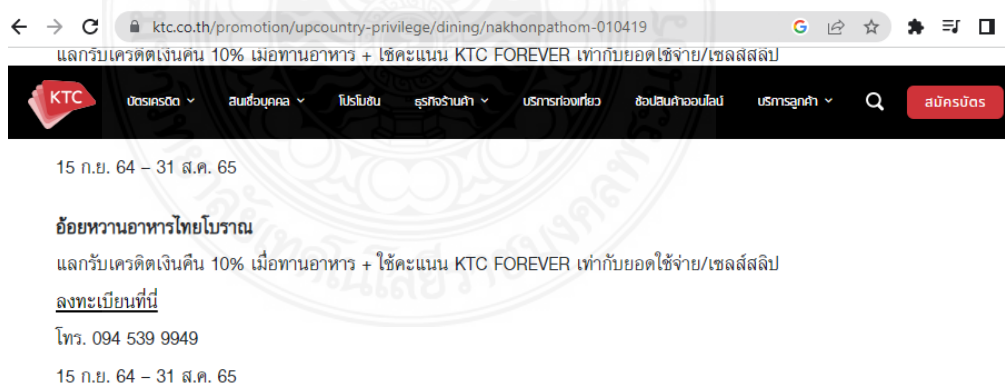 ktc.co.th/promotion/upcountry-privilege/dining/nakhonpathom-010419
แลกรับเครดิตเงินคืน 10% เมื่อทานอาหาร + ใช้คะแนน KTC FOREVER เท่ากับยอดใช้จ่าย/เซลส์สลิป
KTC บัตรเครดิต สินเชื่อบุคคล โปรโมชัน ธุรกิจร้านค้า บริการท่องเที่ยว ช้อปสินค้าออนไลน์ บริการลูกค้า สมัครบัตร
15 ก.ย. 64 – 31 ส.ค. 65
อ้อยหวานอาหารไทยโบราณ
แลกรับเครดิตเงินคืน 10% เมื่อทานอาหาร + ใช้คะแนน KTC FOREVER เท่ากับยอดใช้จ่าย/เซลส์สลิป
ลงทะเบียนที่นี่
โทร. 094 539 9949
15 ก.ย. 64 – 31 ส.ค. 65